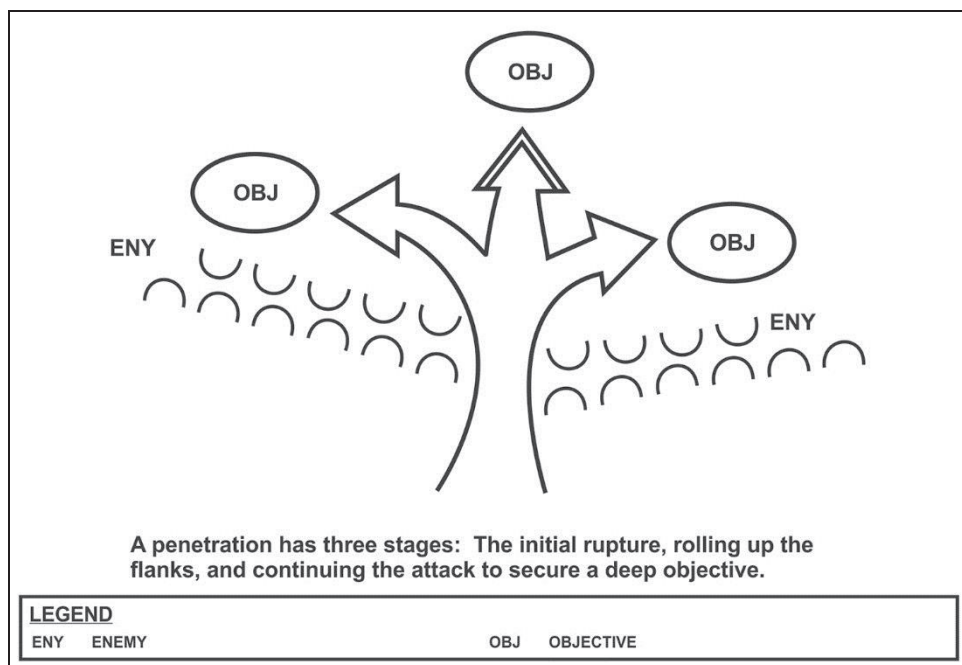 OBJ
OBJ
OBJ
ENY
ENY
A penetration has three stages: The initial rupture, rolling up the
flanks, and continuing the attack to secure a deep objective.
LEGEND
ENY ENEMY OBJ OBJECTIVE